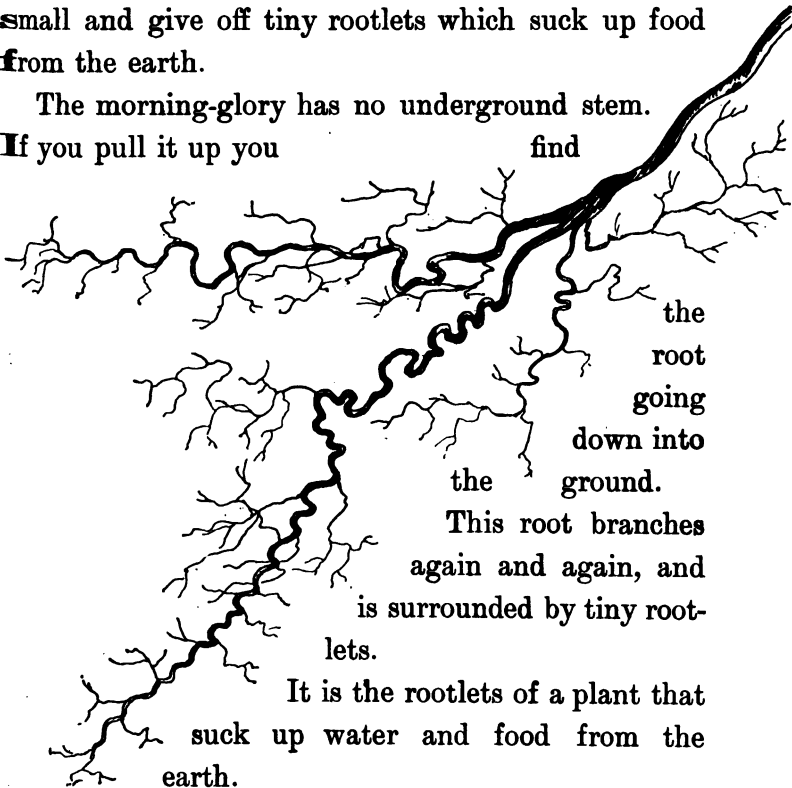 small and give off tiny rootlets which suck up food
from the earth.
The morning-glory has no underground stem.
If you pull it up you find
the
root
going
down into
the ground.
This root branches
again and again, and
is surrounded by tiny root-
lets.
It is the rootlets of a plant that
suck up water and food from the
earth.